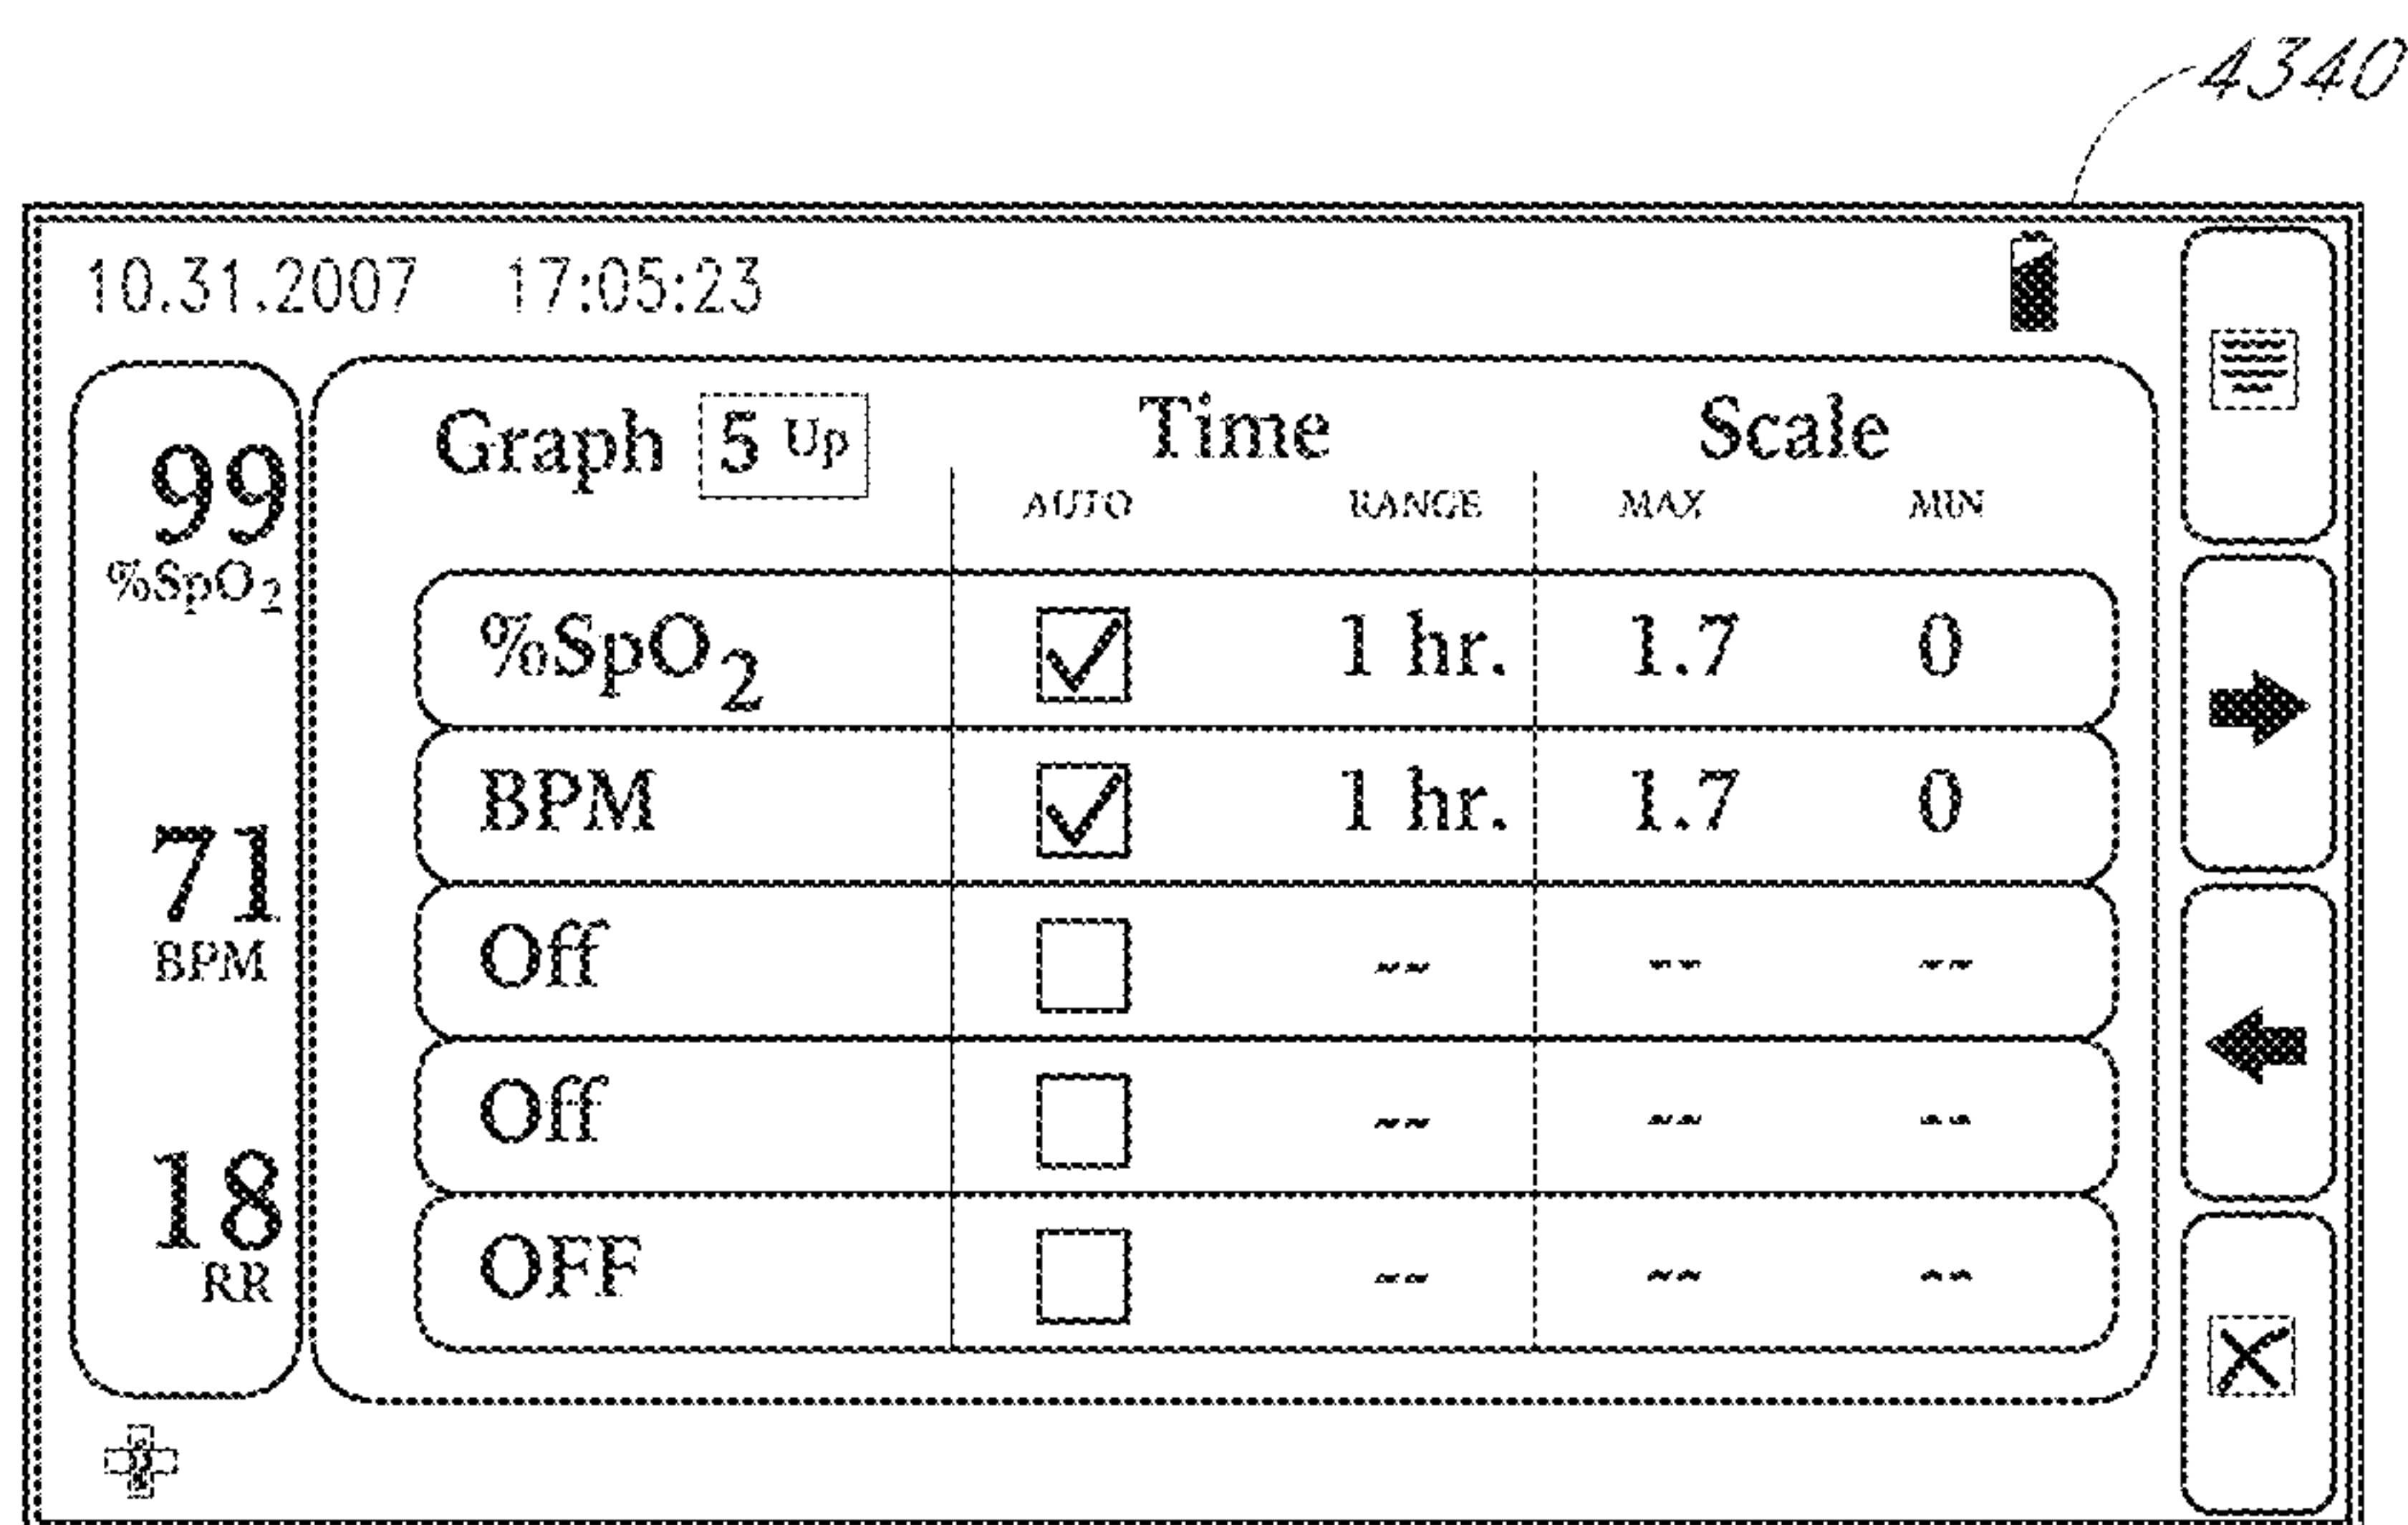 4340
10.31.2007 17:05:23
99
%SpO₂
71
BPM
18
RR
Graph 5 Up Time Scale
AUTO RANGE MAX MIN
%SpO₂ 1 hr. 1.7 0
BPM 1 hr. 1.7 0
Off -- -- --
Off -- -- --
OFF -- -- --